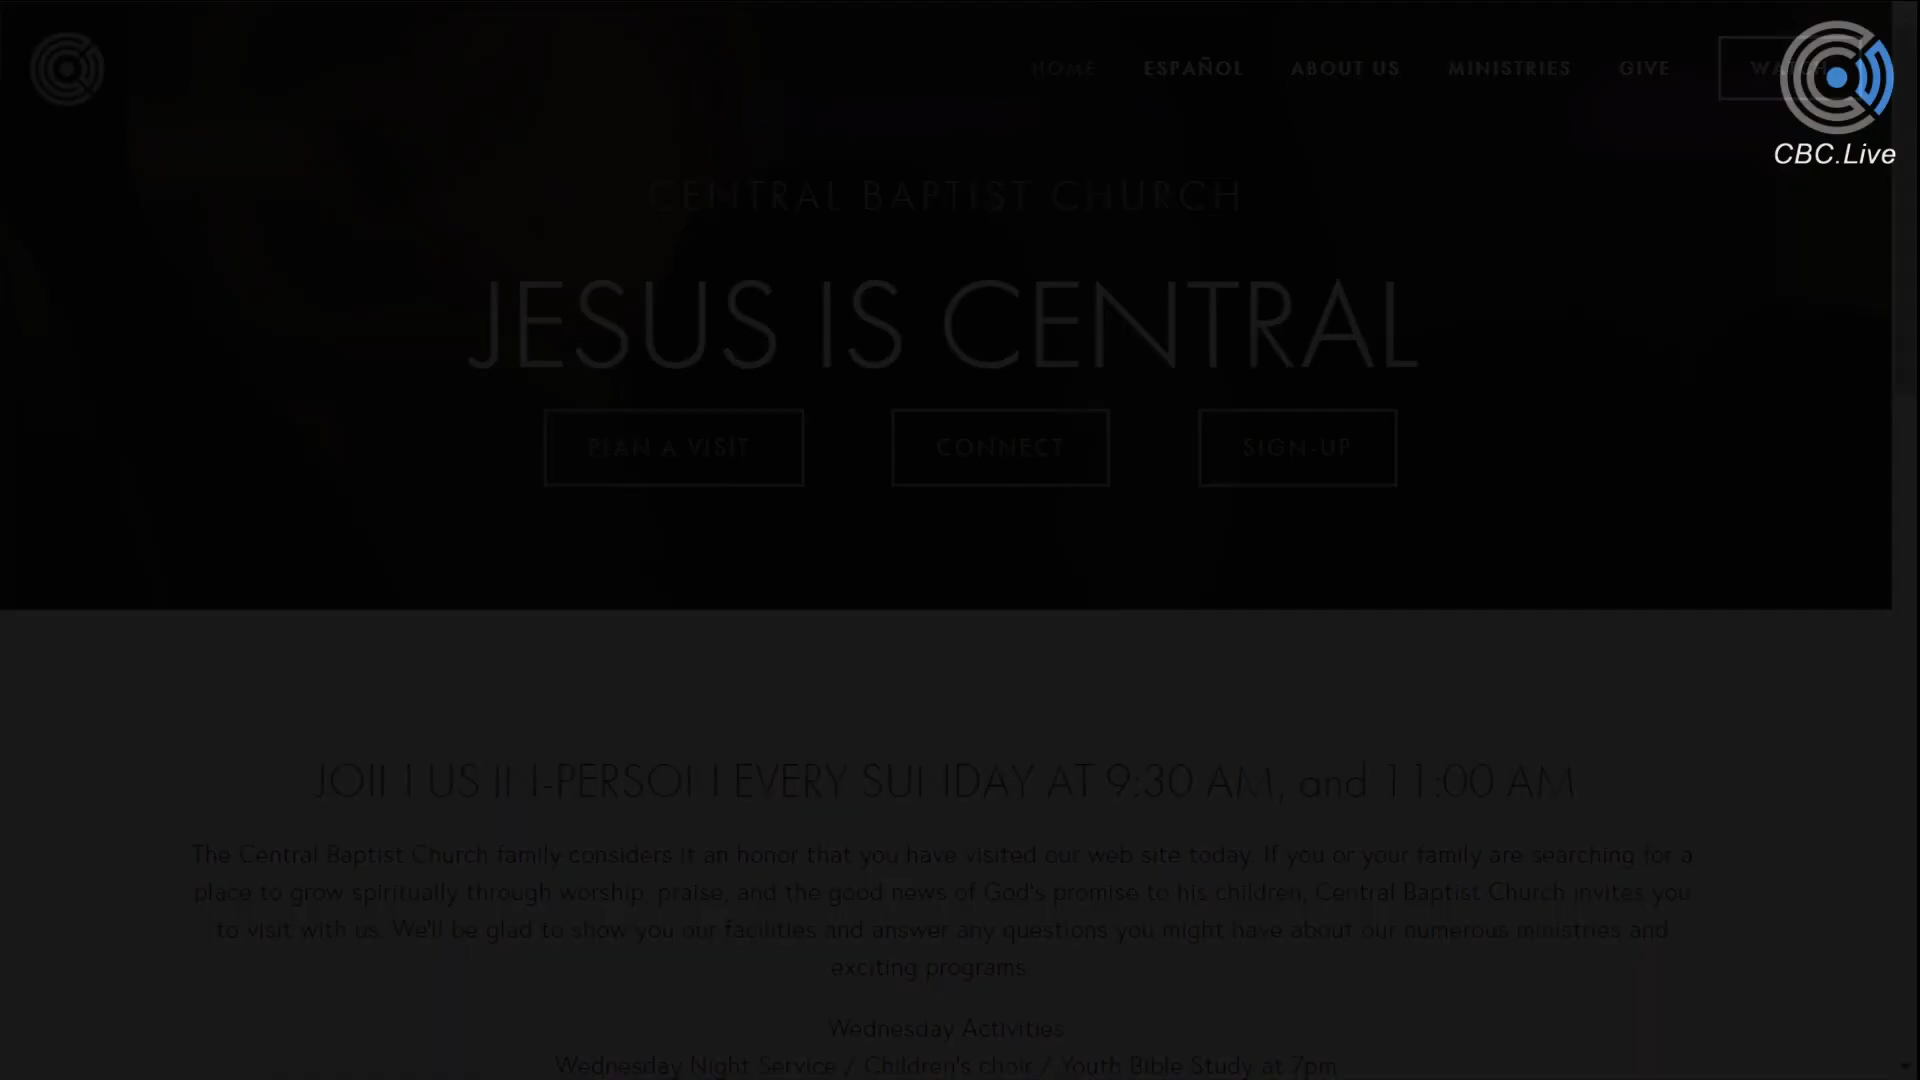 HOME ESPAÑOL ABOUT US MINISTRIES GIVE WATCH
CBC.Live
CENTRAL BAPTIST CHURCH
JESUS IS CENTRAL
PLAN A VISIT CONNECT SIGN-UP
JOIN US IN-PERSON EVERY SUNDAY AT 9:30 AM, and 11:00 AM
The Central Baptist Church family considers it an honor that you have visited our web site today. If you or your family are searching for a
place to grow spiritually through worship, praise, and the good news of God's promise to his children, Central Baptist Church invites you
to visit with us. We'll be glad to show you our facilities and answer any questions you might have about our numerous ministries and
exciting programs.
Wednesday Activities
Wednesday Night Service / Children's choir / Youth Bible Study at 7pm